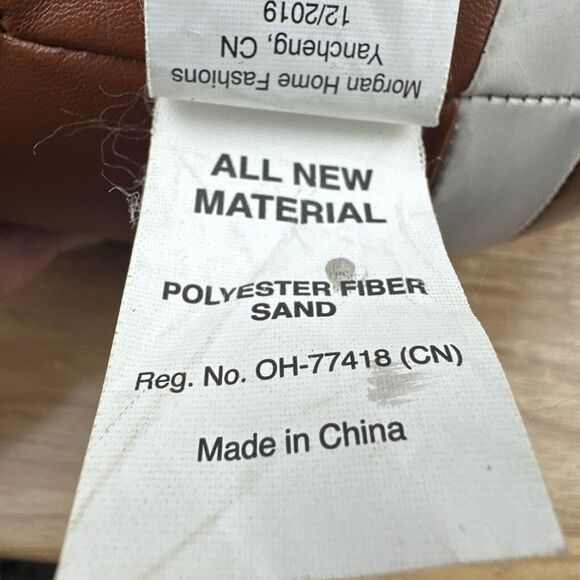 Morgan Home Fashions
Yancheng, CN
12/2019
ALL NEW
MATERIAL
POLYESTER FIBER
SAND
Reg. No. OH-77418 (CN)
Made in China